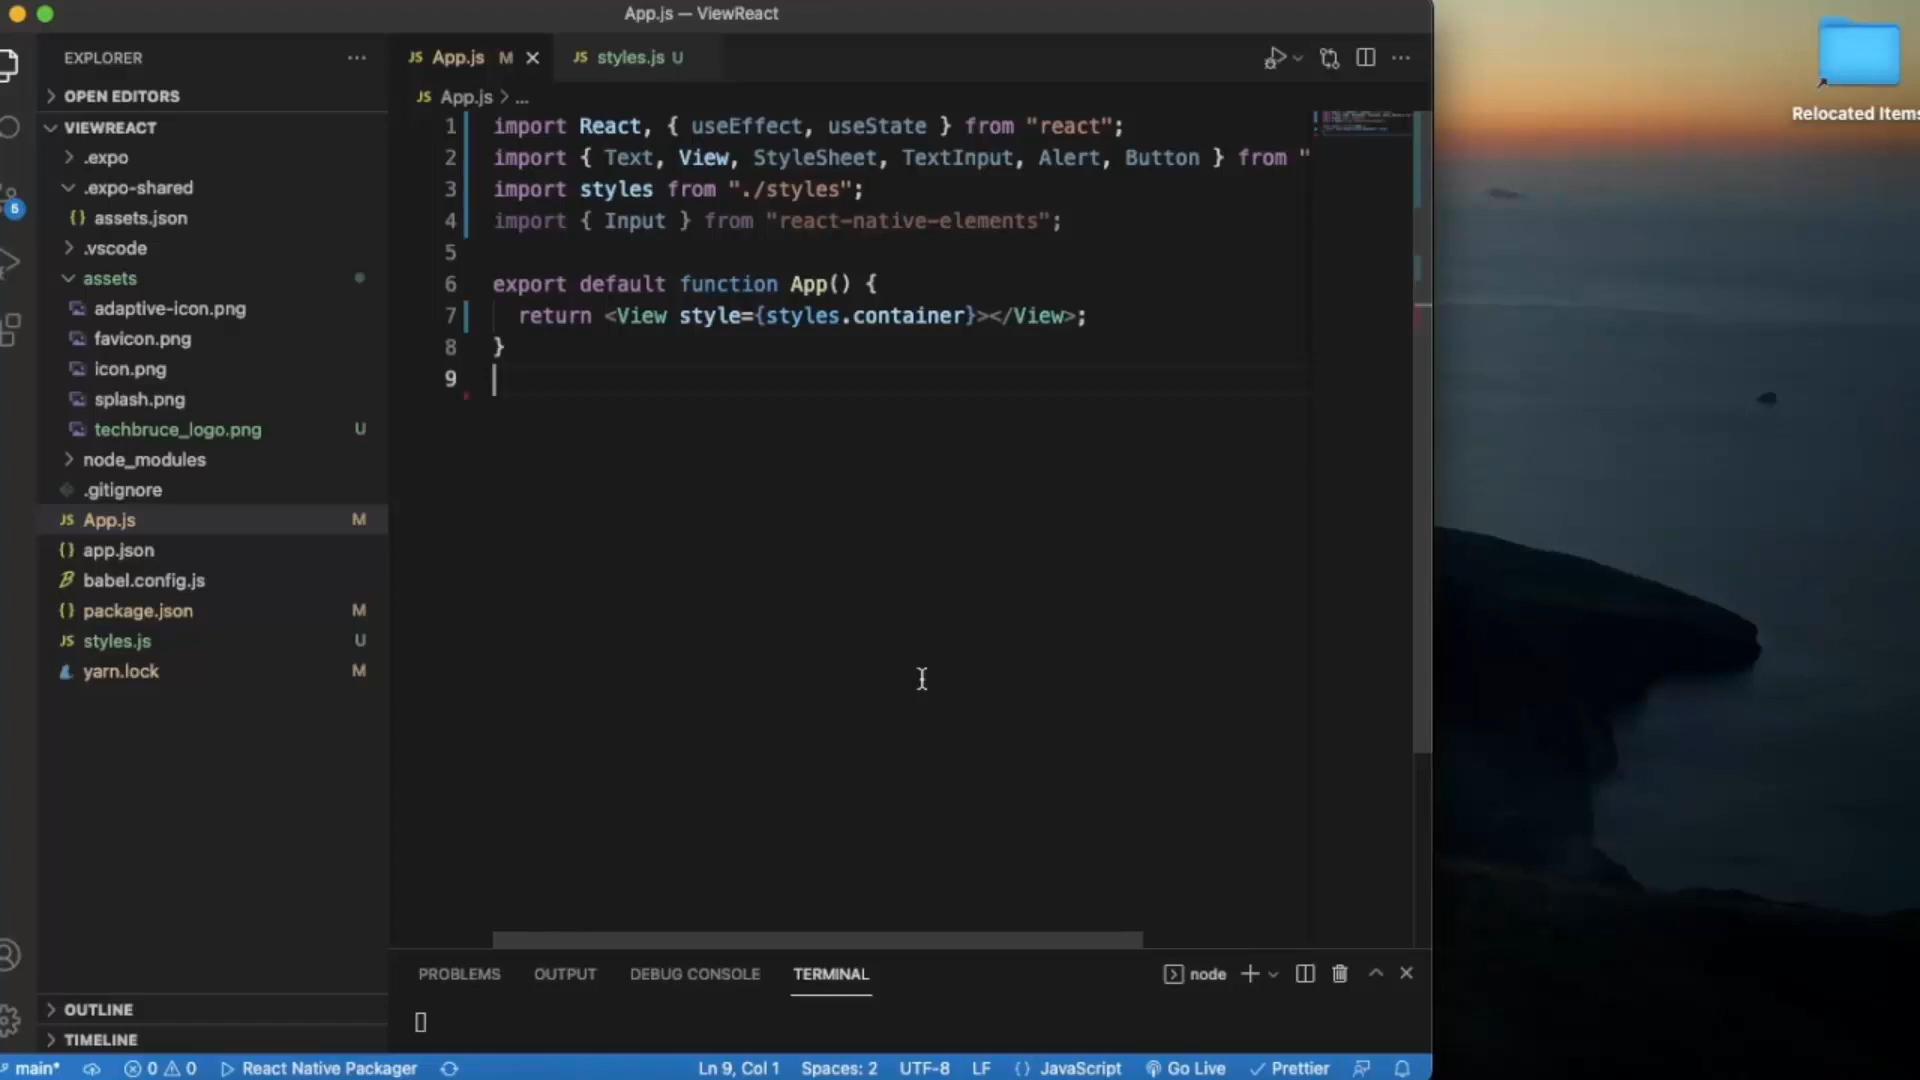 App.js — ViewReact
EXPLORER
OPEN EDITORS
VIEWREACT
.expo
.expo-shared
{} assets.json
.vscode
assets
adaptive-icon.png
favicon.png
icon.png
splash.png
techbruce_logo.png U
node_modules
.gitignore
JS App.js M
{} app.json
B babel.config.js
{} package.json M
JS styles.js U
yarn.lock M
OUTLINE
TIMELINE
5
JS App.js M
JS styles.js U
JS App.js > ...
1 import React, { useEffect, useState } from "react";
2 import { Text, View, StyleSheet, TextInput, Alert, Button } from "
3 import styles from "./styles";
4 import { Input } from "react-native-elements";
5
6 export default function App() {
7 return <View style={styles.container}></View>;
8 }
9
PROBLEMS OUTPUT DEBUG CONSOLE TERMINAL
node
main* 0 0 React Native Packager
Ln 9, Col 1 Spaces: 2 UTF-8 LF {} JavaScript Go Live Prettier
Relocated Items